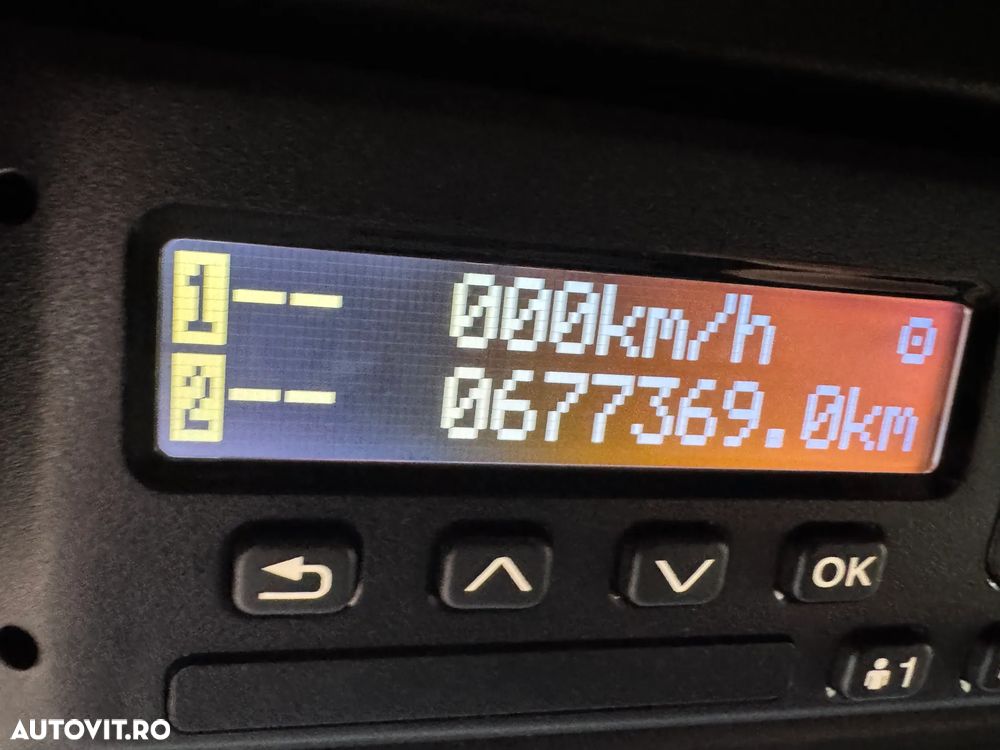 1-- 000km/h
2-- 0677369.0km
OK
1
AUTOVIT.RO